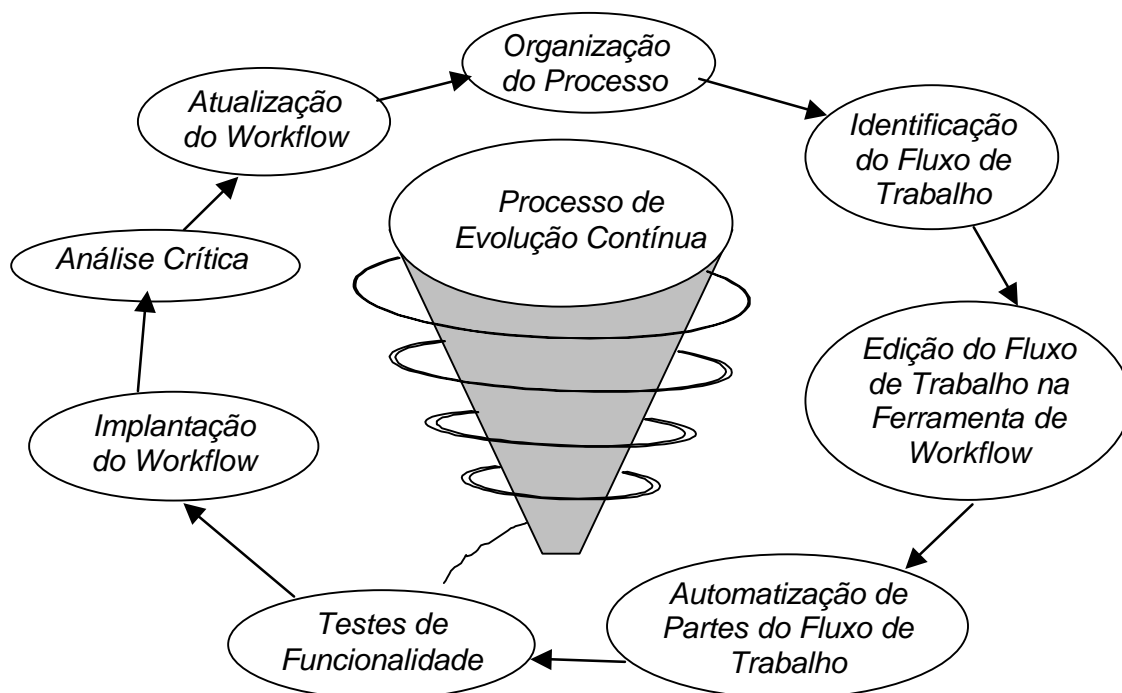 Organização
do Processo
Identificação
do Fluxo de
Trabalho
Edição do Fluxo
de Trabalho na
Ferramenta de
Workflow
Automatização de
Partes do Fluxo de
Trabalho
Testes de
Funcionalidade
Implantação
do Workflow
Análise Crítica
Atualização
do Workflow
Processo de
Evolução Contínua